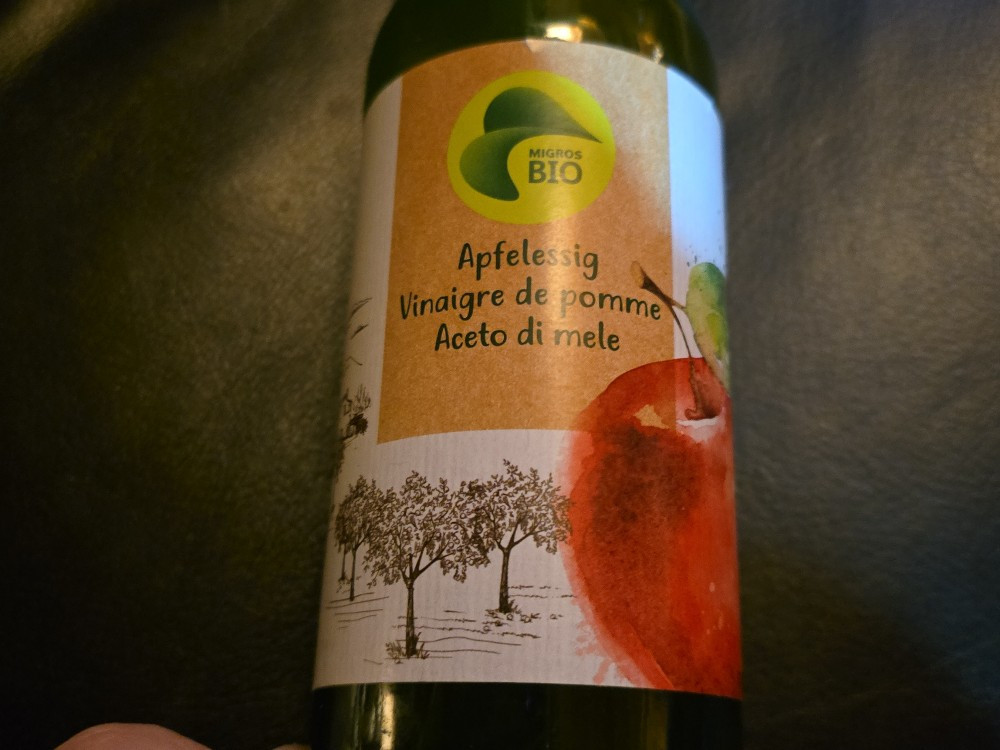 MIGROS
BIO
Apfelessig
Vinaigre de pomme
Aceto di mele